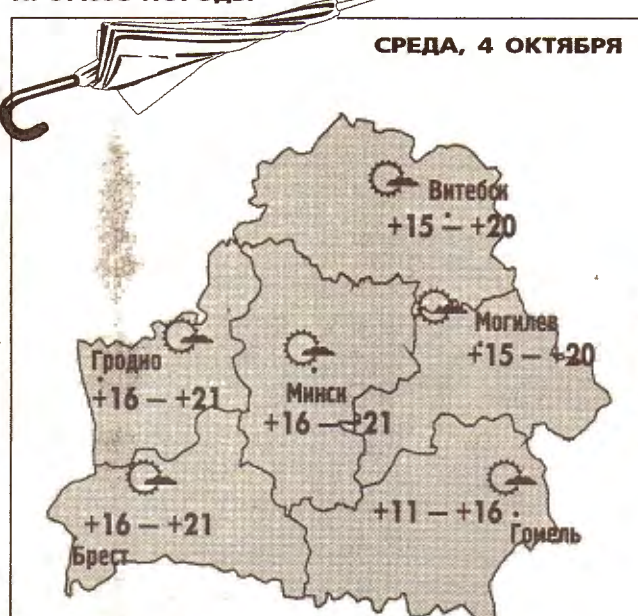 СРЕДА, 4 ОКТЯБРЯ
Витебск
+15 – +20
Могилев
+15 – +20
Гродно
+16 – +21
Минск
+16 – +21
+16 – +21
Брест
+11 – +16
Гомель